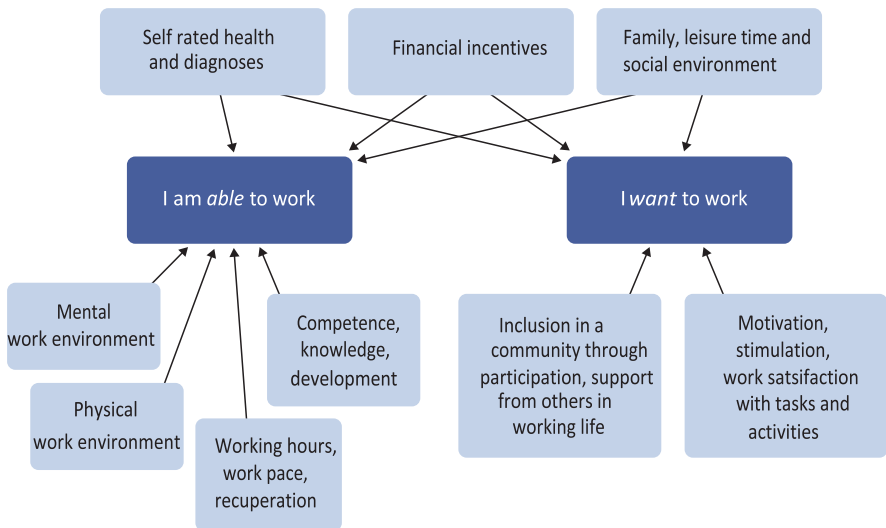 Self rated health
and diagnoses
Financial incentives
Family, leisure time and
social environment
I am able to work
I want to work
Mental
work environment
Physical
work environment
Working hours,
work pace,
recuperation
Competence,
knowledge,
development
Inclusion in a
community through
participation, support
from others in
working life
Motivation,
stimulation,
work satsifaction
with tasks and
activities